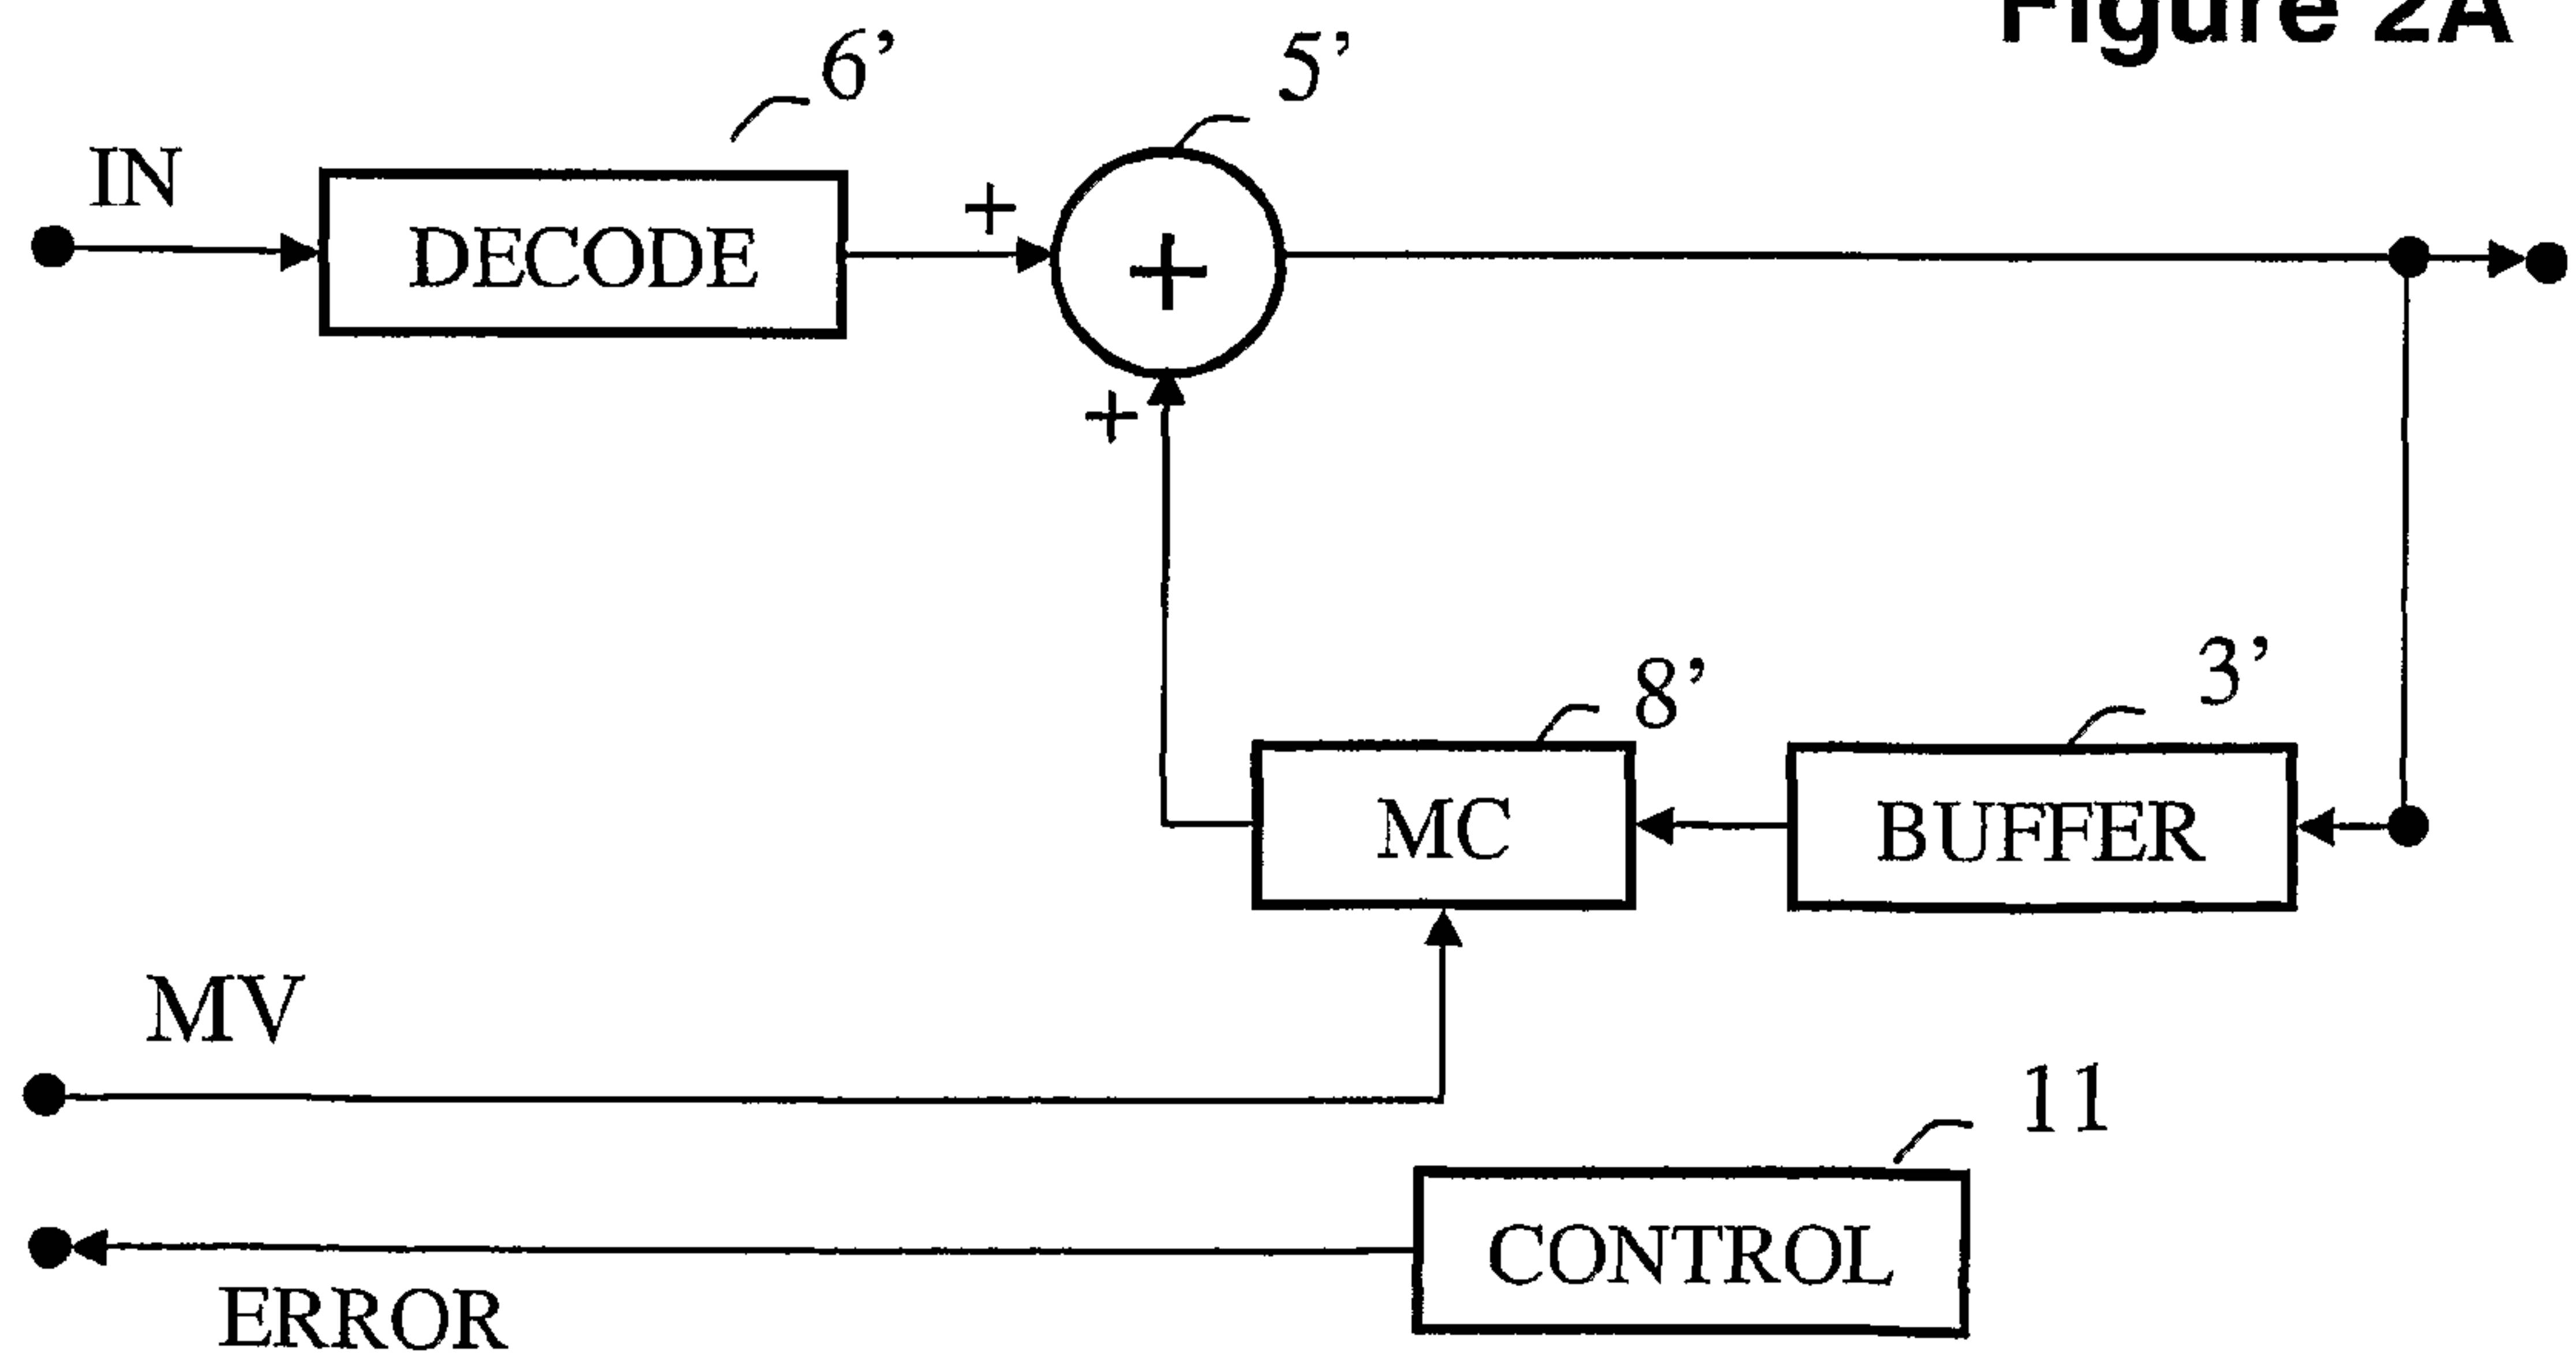 Figure 2A
6’
5’
IN
DECODE
+
+
+
8’
3’
MC
BUFFER
MV
11
CONTROL
ERROR